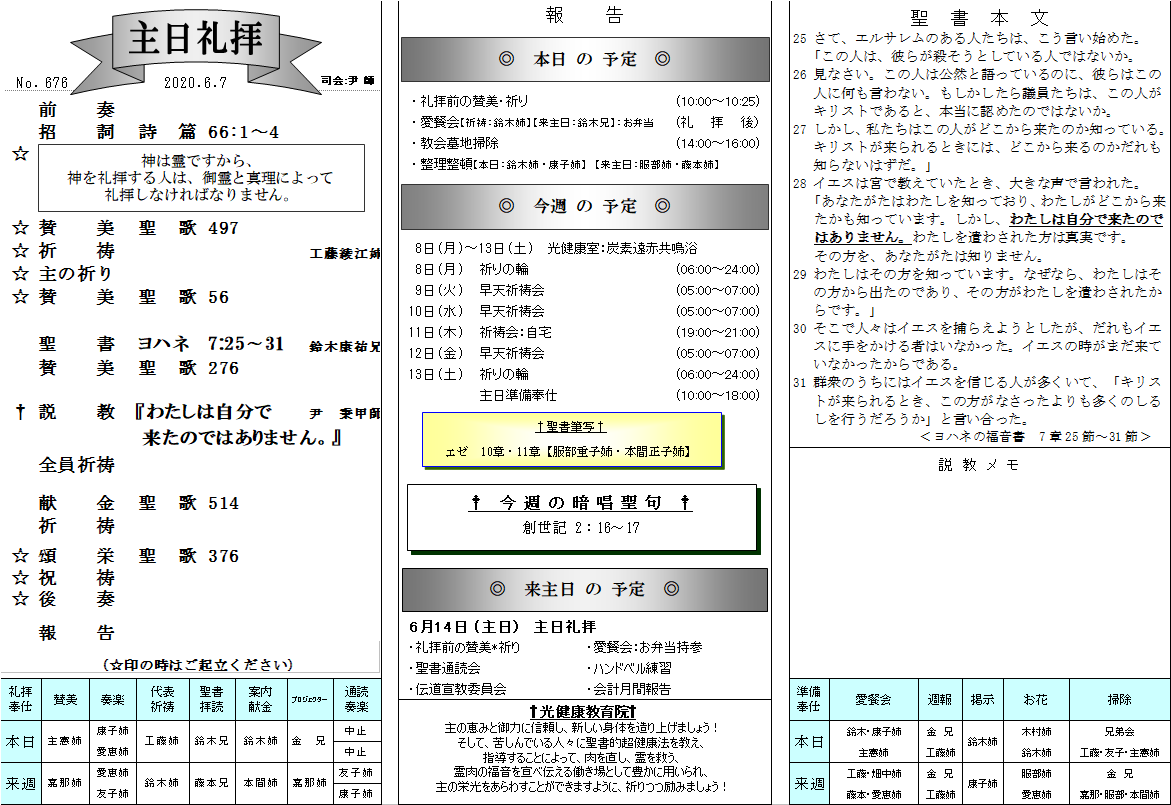 主日礼拝
No. 676
2020.6.7
司会:尹 師
前 奏
招 詞 詩 篇 66:1～4
☆
神は霊ですから、
神を礼拝する人は、御霊と真理によって
礼拝しなければなりません。
☆ 賛 美 聖 歌 497
☆ 祈 祷 工藤綾江姉
☆ 主の祈り
☆ 賛 美 聖 歌 56
聖 書 ヨハネ 7:25～31 鈴木康祐兄
賛 美 聖 歌 276
† 説 教 『わたしは自分で 尹 秉甲師
来たのではありません。』
全員祈祷
献 金 聖 歌 514
祈 祷
☆ 頌 栄 聖 歌 376
☆ 祝 祷
☆ 後 奏
報 告
(☆印の時はご起立ください)
礼拝奉仕 賛美 奏楽 代表祈祷 聖書拝読 案内献金 プロジェクター 通読奏楽
本日 主憲姉 康子姉 愛恵姉 工藤姉 鈴木兄 鈴木姉 金 兄 中止 中止
来週 嘉那姉 愛恵姉 友子姉 鈴木姉 藤本兄 本間姉 嘉那姉 友子姉 康子姉
報 告
◎ 本日 の 予定 ◎
・礼拝前の賛美・祈り (10:00～10:25)
・愛餐会【祈祷:鈴木姉】【来主日:鈴木兄】:お弁当 (礼 拝 後)
・教会墓地掃除 (14:00～16:00)
・整理整頓【本日:鈴木姉・康子姉】【来主日:服部姉・藤本姉】
◎ 今週 の 予定 ◎
8日(月)～13日(土) 光健康室:炭素遠赤共鳴浴
8日(月) 祈りの輪 (06:00～24:00)
9日(火) 早天祈祷会 (05:00～07:00)
10日(水) 早天祈祷会 (05:00～07:00)
11日(木) 祈祷会:自宅 (19:00～21:00)
12日(金) 早天祈祷会 (05:00～07:00)
13日(土) 祈りの輪 (06:00～24:00)
主日準備奉仕 (10:00～18:00)
†聖書筆写†
エゼ 10章・11章【服部重子姉・本間正子姉】
✝ 今週の暗唱聖句 ✝
創世記 2:16～17
◎ 来主日 の 予定 ◎
6月14日(主日) 主日礼拝
・礼拝前の賛美*祈り ・愛餐会:お弁当持参
・聖書通読会 ・ハンドベル練習
・伝道宣教委員会 ・会計月間報告
†光健康教育院†
主の恵みと御力に信頼し、新しい身体を造り上げましょう!
そして、苦しんでいる人々に聖書的超健康法を教え、
指導することによって、肉を直し、霊を救う、
霊肉の福音を宣べ伝える働き場として豊かに用いられ、
主の栄光をあらわすことができますように、祈りつつ励みましょう!
聖 書 本 文
25 さて、エルサレムのある人たちは、こう言い始めた。
「この人は、彼らが殺そうとしている人ではないか。
26 見なさい。この人は公然と語っているのに、彼らはこの
人に何も言わない。もしかしたら議員たちは、この人が
キリストであると、本当に認めたのではないか。
27 しかし、私たちはこの人がどこから来たのか知っている。
キリストが来られるときには、どこから来るのかだれも
知らないはずだ。」
28 イエスは宮で教えていたとき、大きな声で言われた。
「あなたがたはわたしを知っており、わたしがどこから来
たかも知っています。しかし、わたしは自分で来たので
はありません。わたしを遣わされた方は真実です。
その方を、あなたがたは知りません。
29 わたしはその方を知っています。なぜなら、わたしはそ
の方から出たのであり、その方がわたしを遣わされたか
らです。」
30 そこで人々はイエスを捕らえようとしたが、だれもイエ
スに手をかける者はいなかった。イエスの時がまだ来て
いなかったからである。
31 群衆のうちにはイエスを信じる人が多くいて、「キリス
トが来られるとき、この方がなさったよりも多くのしる
しを行うだろうか」と言い合った。
＜ヨハネの福音書 7章25節～31節＞
説 教 メ モ
準備奉仕 愛餐会 週報 掲示 お花 掃除
本日 鈴木・康子姉 主憲姉 金 兄 工藤姉 鈴木姉 木村姉 鈴木姉 兄弟会 工藤・友子・主憲姉
来週 工藤・畑中姉 藤本・愛恵姉 金 兄 工藤姉 康子姉 服部姉 愛恵姉 金 兄 嘉那・服部・本間姉